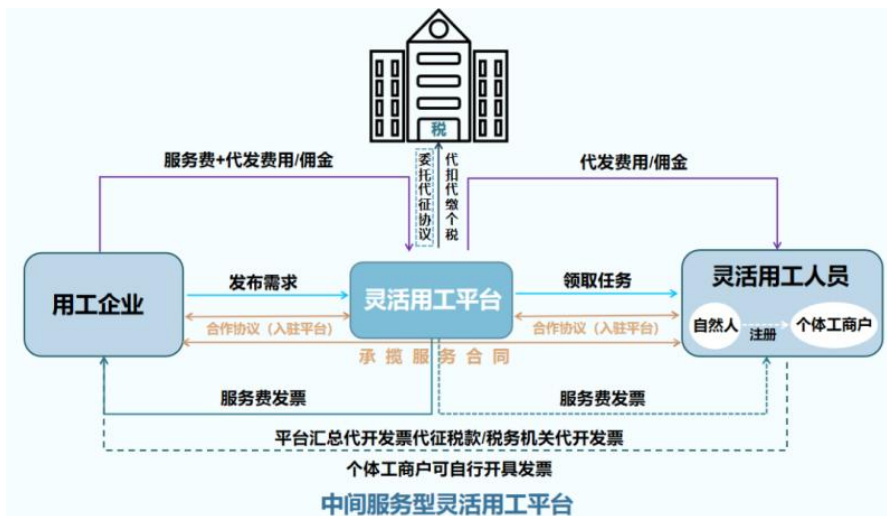 税
服务费+代发费用/佣金
委托代征协议
代扣代缴个税
代发费用/佣金
用工企业
发布需求
灵活用工平台
领取任务
灵活用工人员
自然人
注册
个体工商户
合作协议（入驻平台）
合作协议（入驻平台）
承揽服务合同
服务费发票
服务费发票
平台汇总代开发票代征税款/税务机关代开发票
个体工商户可自行开具发票
中间服务型灵活用工平台